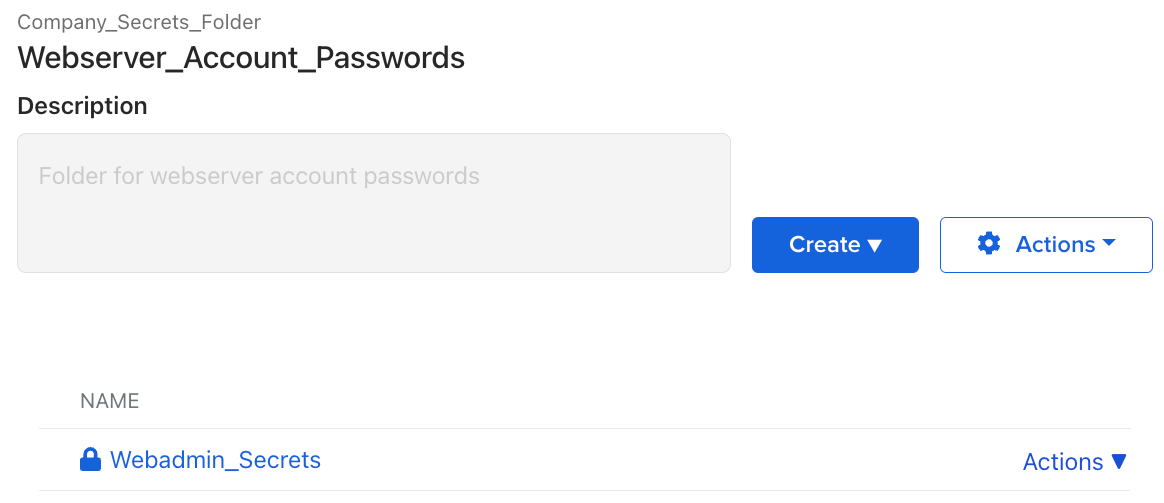 Company_Secrets_Folder
Webserver_Account_Passwords
Description
Folder for webserver account passwords
Create ▼
Actions
NAME
Webadmin_Secrets
Actions ▼